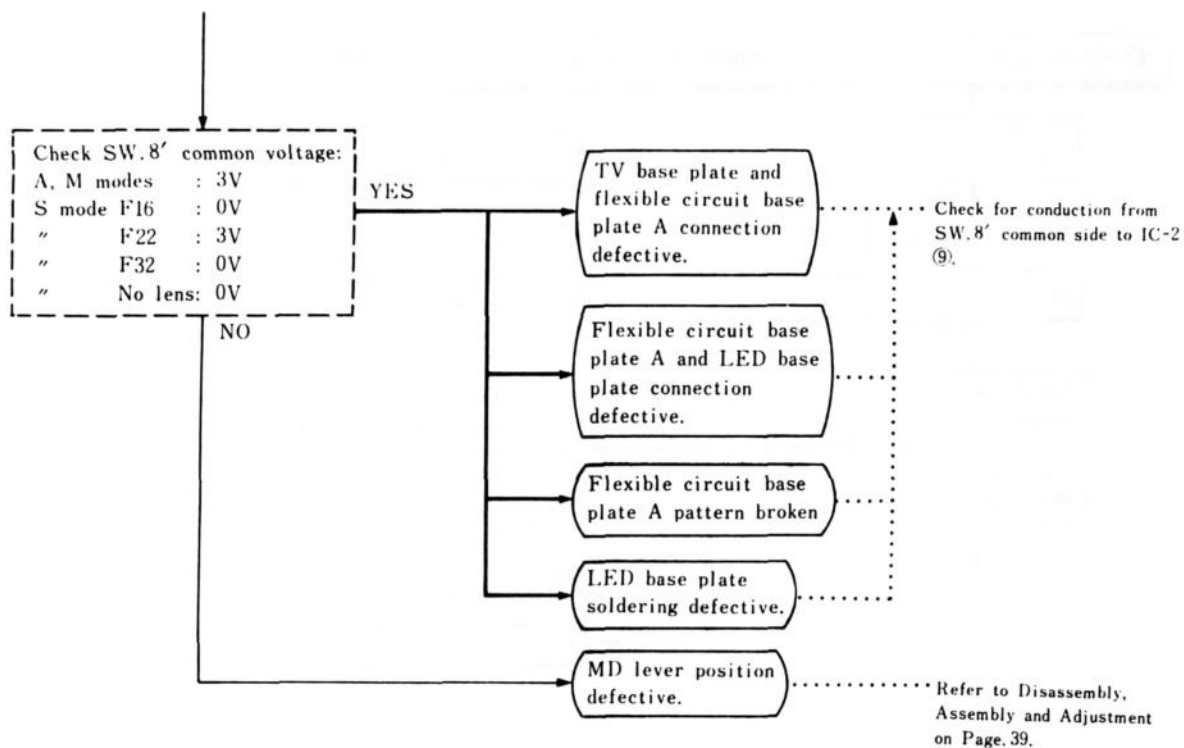 Check SW.8′ common voltage:
A, M modes : 3V
S mode F16 : 0V
〃 F22 : 3V
〃 F32 : 0V
〃 No lens: 0V
YES
NO
TV base plate and
flexible circuit base
plate A connection
defective.
Check for conduction from
SW.8′ common side to IC-2
⑨.
Flexible circuit base
plate A and LED base
plate connection
defective.
Flexible circuit base
plate A pattern broken
LED base plate
soldering defective.
MD lever position
defective.
Refer to Disassembly,
Assembly and Adjustment
on Page. 39.